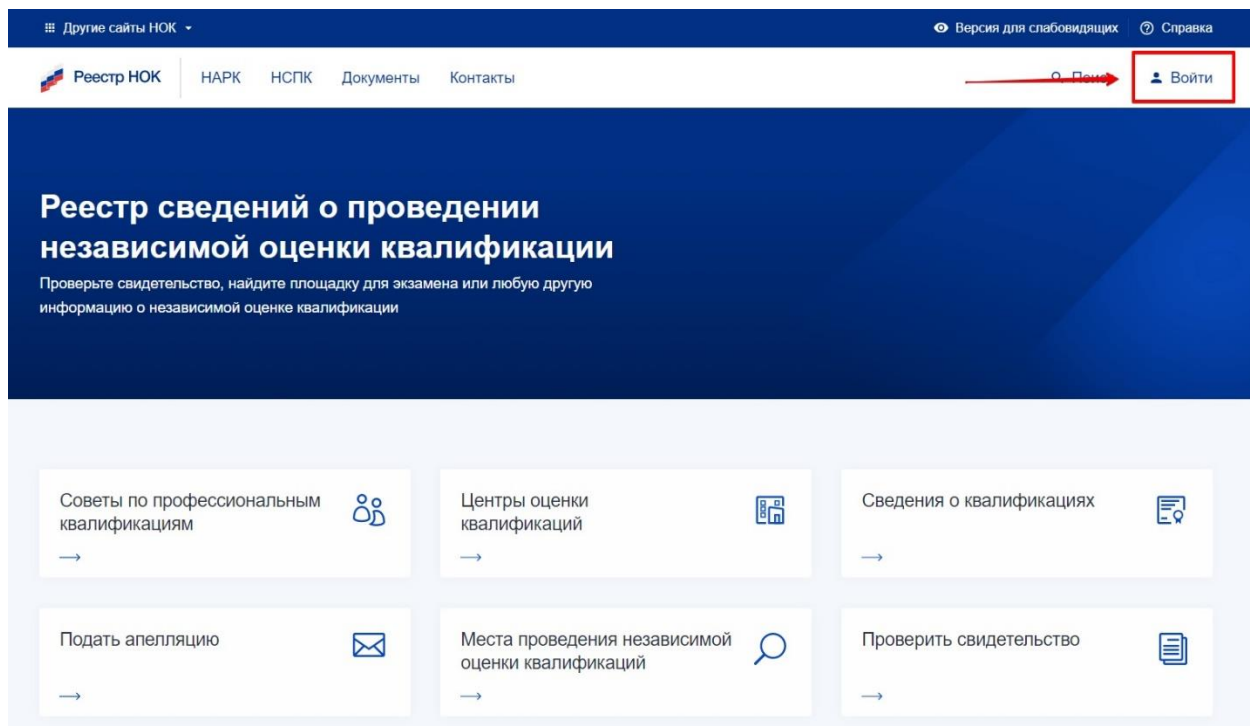 Другие сайты НОК
Версия для слабовидящих
Справка
Реестр НОК
НАРК
НСПК
Документы
Контакты
Поиск
Войти
Реестр сведений о проведении
независимой оценки квалификации
Проверьте свидетельство, найдите площадку для экзамена или любую другую
информацию о независимой оценке квалификации
Советы по профессиональным
квалификациям
Центры оценки
квалификаций
Сведения о квалификациях
Подать апелляцию
Места проведения независимой
оценки квалификаций
Проверить свидетельство